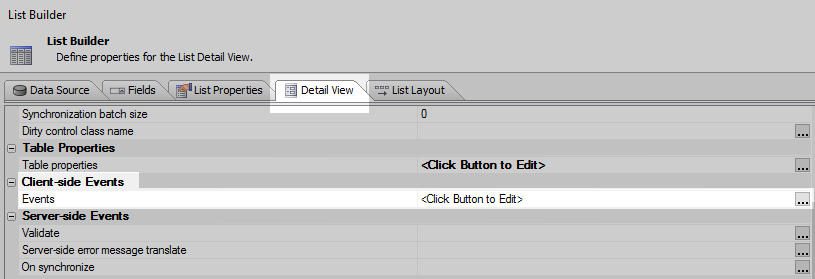 List Builder
List Builder
Define properties for the List Detail View.
Data Source Fields List Properties Detail View List Layout
Synchronization batch size 0
Dirty control class name ...
Table Properties
Table properties <Click Button to Edit> ...
Client-side Events
Events <Click Button to Edit> ...
Server-side Events
Validate ...
Server-side error message translate ...
On synchronize ...